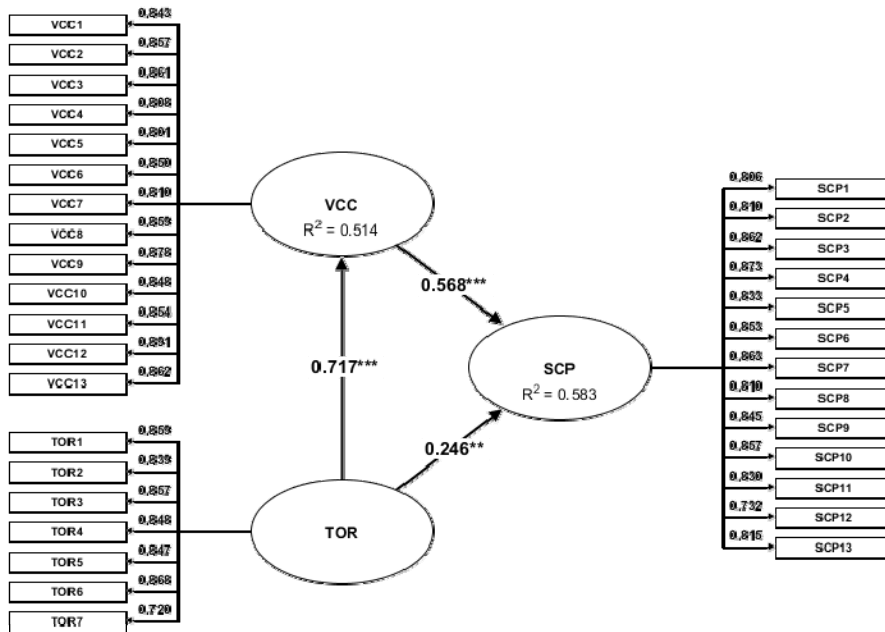 VCC1 0,843
VCC2 0,857
VCC3 0,861
VCC4 0,808
VCC5 0,801
VCC6 0,850
VCC7 0,810
VCC8 0,859
VCC9 0,878
VCC10 0,848
VCC11 0,854
VCC12 0,891
VCC13 0,862
VCC
R² = 0.514
0.568***
0.717***
SCP
R² = 0.583
0.246**
TOR
TOR1 0,859
TOR2 0,839
TOR3 0,857
TOR4 0,848
TOR5 0,847
TOR6 0,868
TOR7 0,720
0,806 SCP1
0,810 SCP2
0,862 SCP3
0,873 SCP4
0,833 SCP5
0,853 SCP6
0,863 SCP7
0,810 SCP8
0,845 SCP9
0,857 SCP10
0,830 SCP11
0,732 SCP12
0,815 SCP13